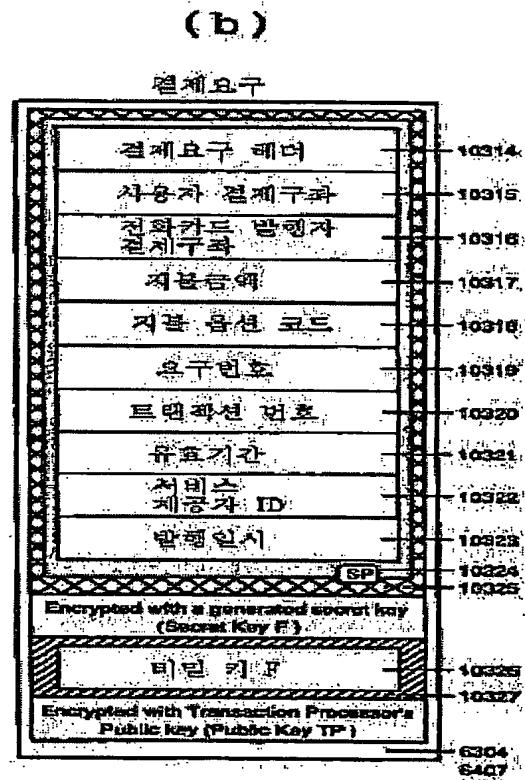 (b)
결제요구
결제요구 헤더
10314
사용자 결제구좌
10315
전화카드 발행자
결제구좌
10316
지불금액
10317
지불 옵션 코드
10318
요구번호
10319
트랜잭션 번호
10320
유효기간
10321
서비스
제공자 ID
10322
발행일시
10323
SP
10324
10325
Encrypted with a generated secret key
(Secret Key F)
비밀 키 F
10326
10327
Encrypted with Transaction Processor's
Public key (Public Key TP)
6304
6407